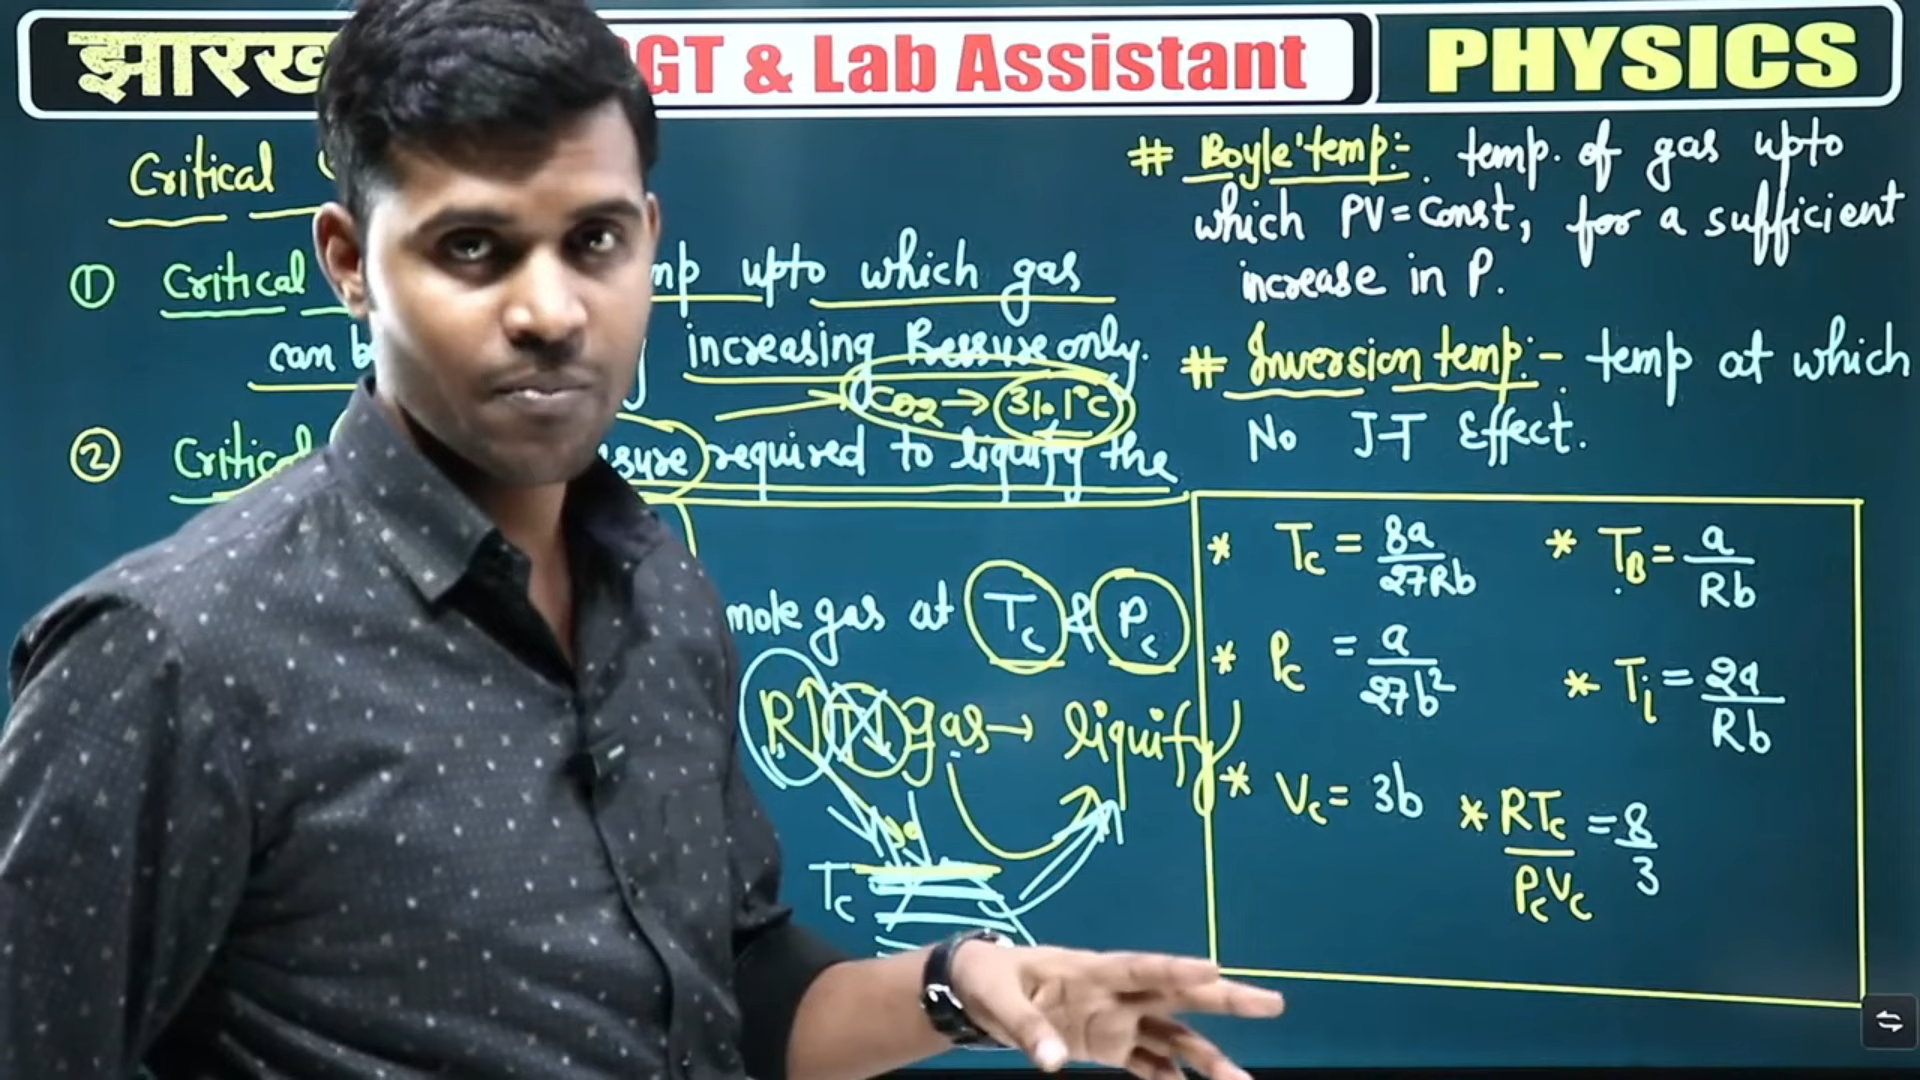 झारख GT & Lab Assistant PHYSICS
Critical
① Critical mp upto which gas
can b increasing Pressure only.
CO2 → 31.1°C
② Critical sure required to liquify the
mole gas at Tc & Pc
gas → liquify
Tc
# Boyle'temp:- temp. of gas upto
which PV = Const, for a sufficient
increase in P.
# Inversion temp:- temp at which
No J-T Effect.
* Tc = 8a/27Rb * TB = a/Rb
* Pc = a/27b² * Ti = 2a/Rb
* Vc = 3b * RTc/PcVc = 8/3